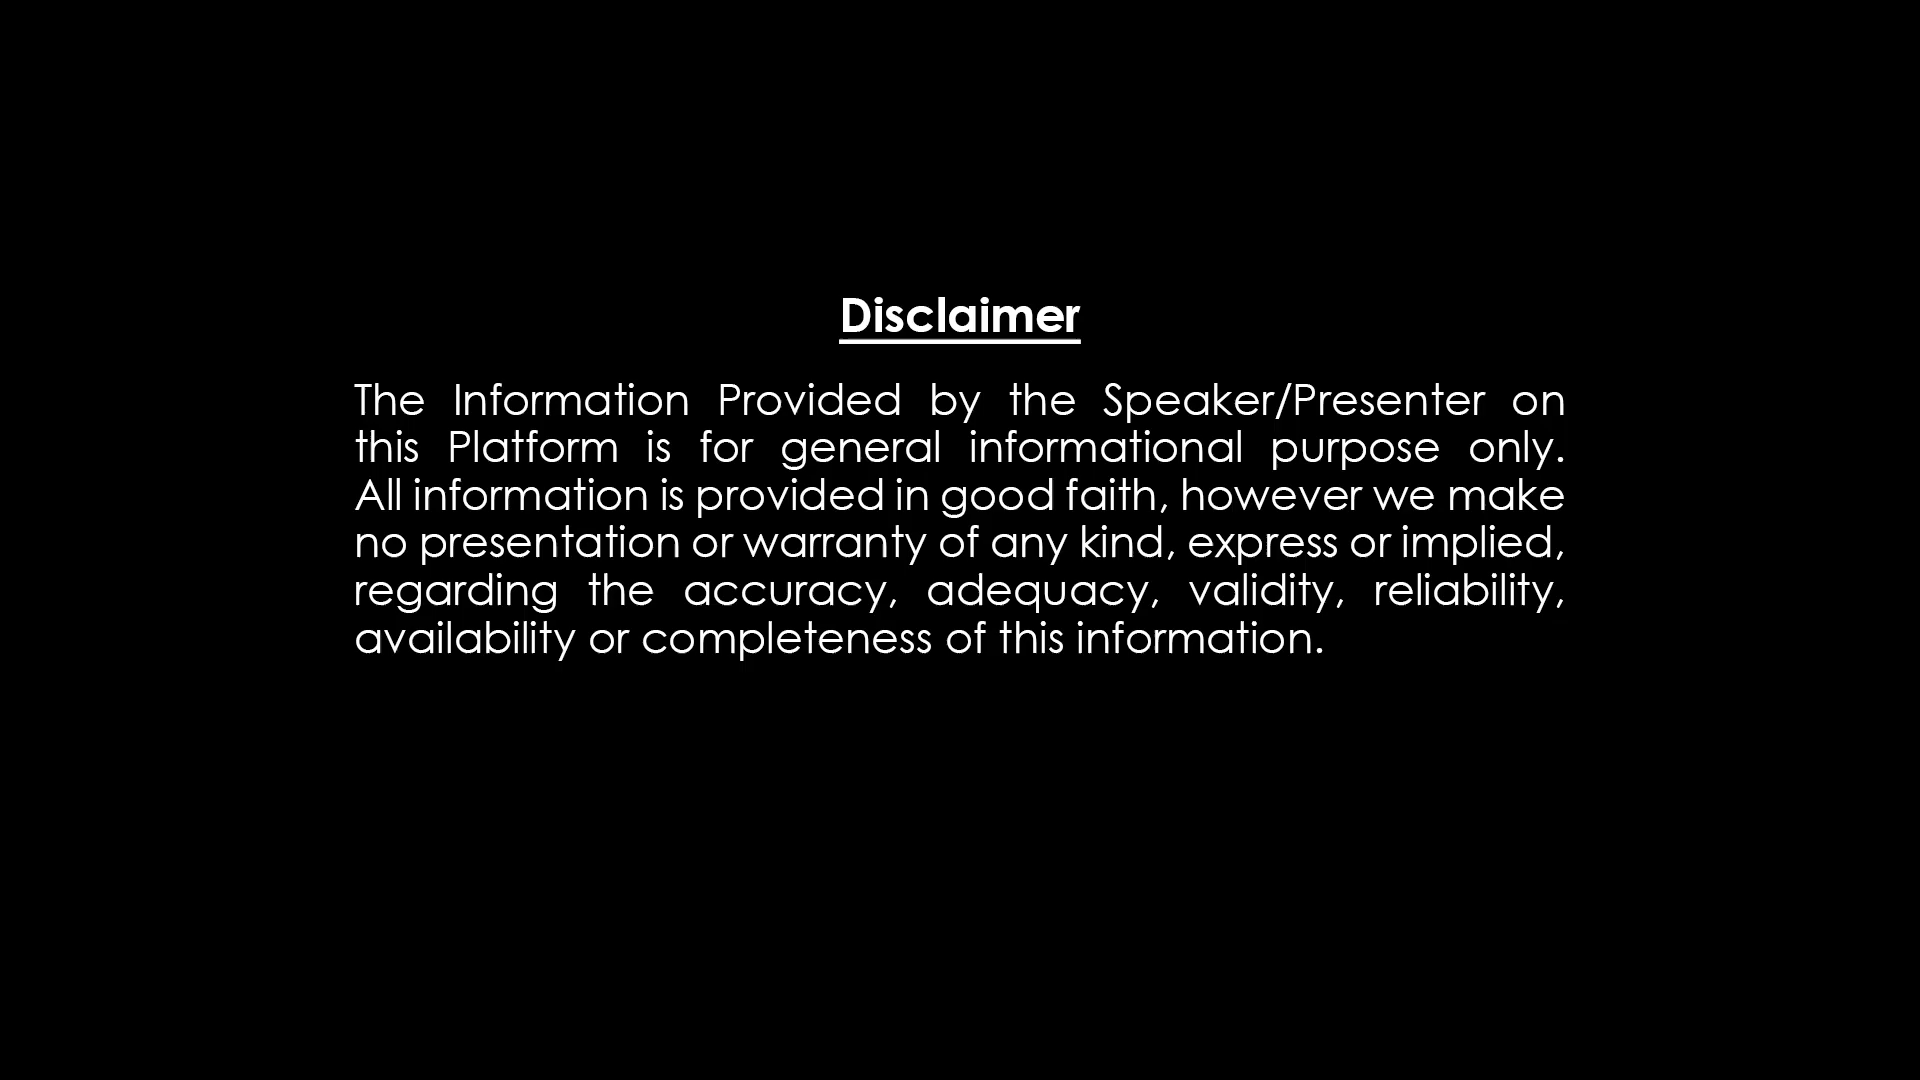 Disclaimer
The Information Provided by the Speaker/Presenter on
this Platform is for general informational purpose only.
All information is provided in good faith, however we make
no presentation or warranty of any kind, express or implied,
regarding the accuracy, adequacy, validity, reliability,
availability or completeness of this information.